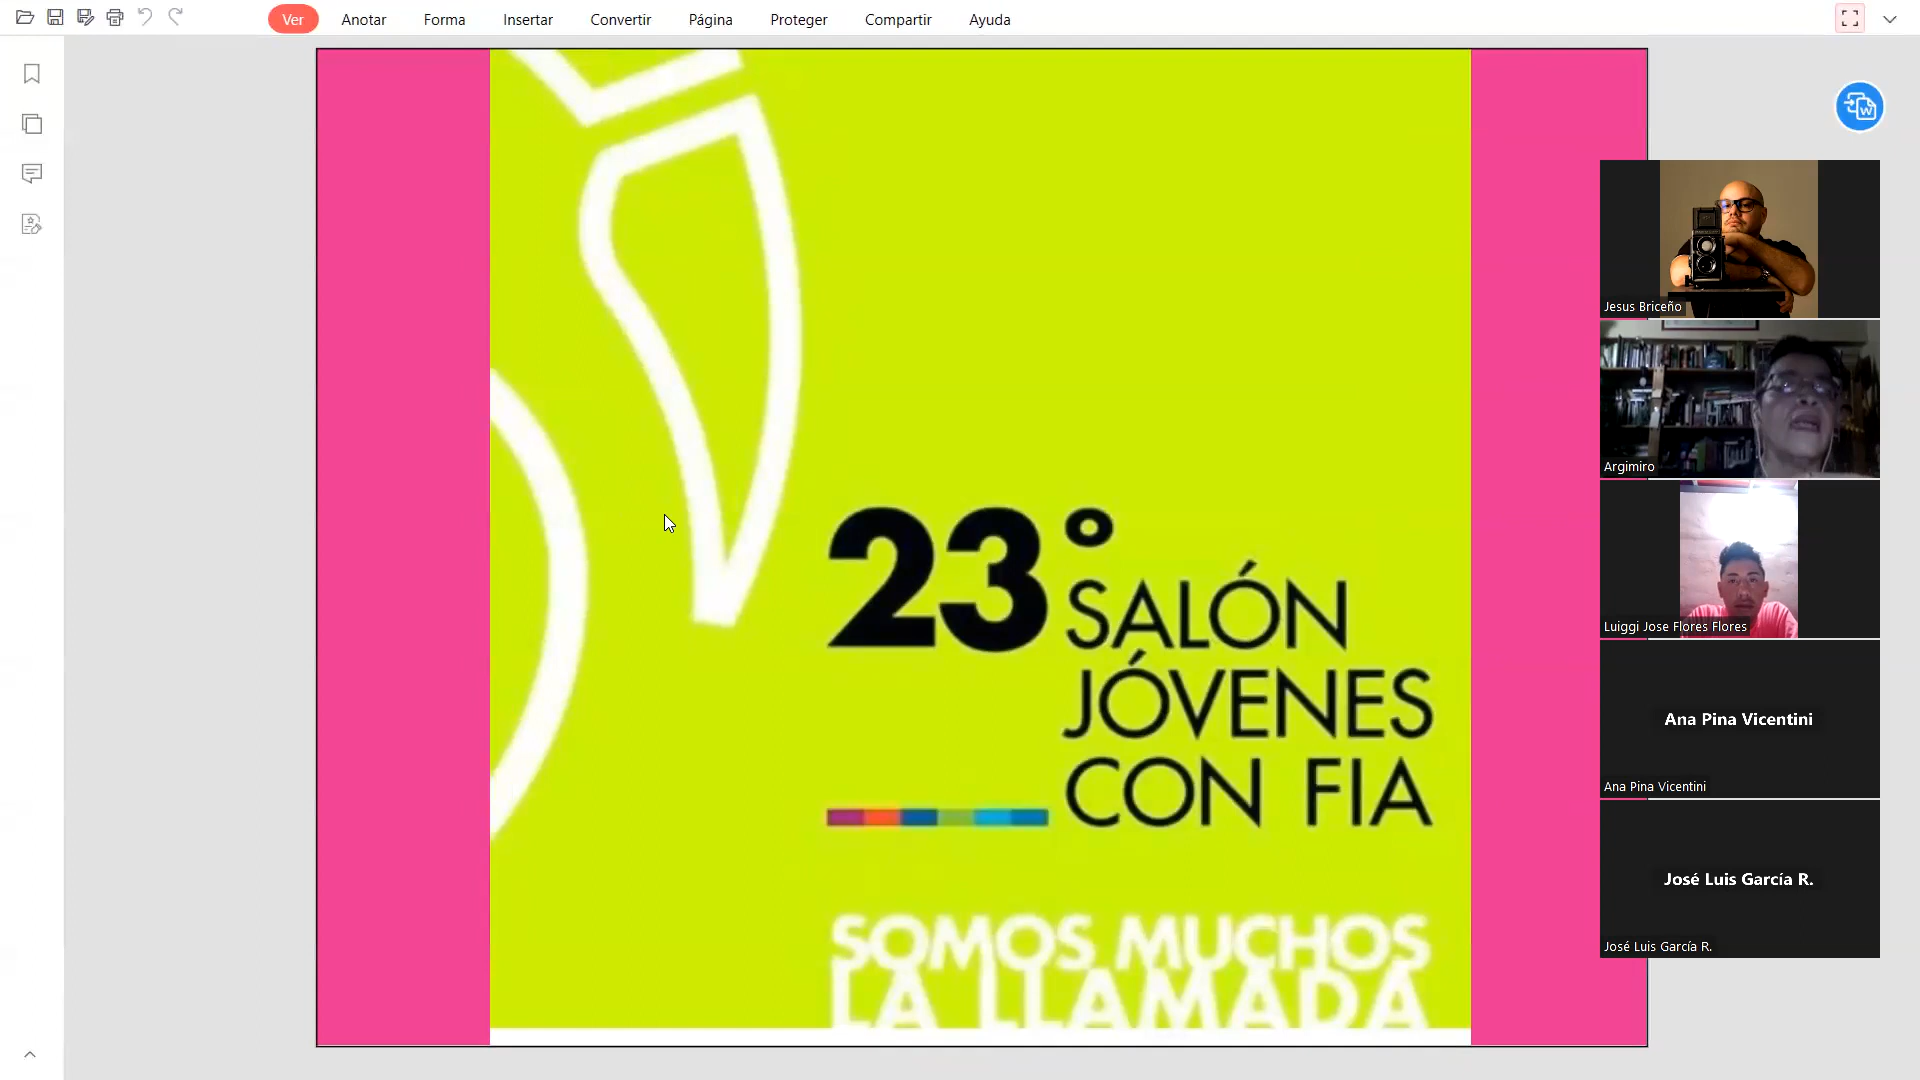 Ver Anotar Forma Insertar Convertir Página Proteger Compartir Ayuda
23°
SALÓN
JÓVENES
CON FIA
SOMOS MUCHOS
LA LLAMADA
Jesus Briceño
Argimiro
Luiggi Jose Flores Flores
Ana Pina Vicentini
Ana Pina Vicentini
José Luis García R.
José Luis García R.